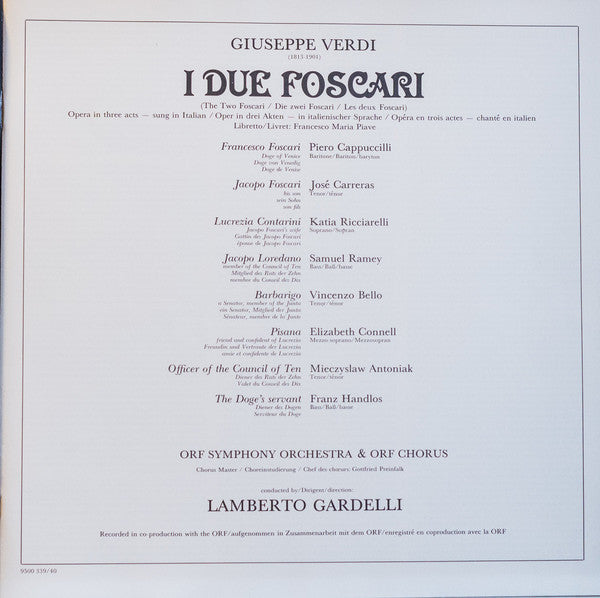 GIUSEPPE VERDI
(1813-1901)
I DUE FOSCARI
(The Two Foscari / Die zwei Foscari / Les deux Foscari)
Opera in three acts — sung in Italian / Oper in drei Akten — in italienischer Sprache / Opéra en trois actes — chanté en italien
Libretto/Livret: Francesco Maria Piave
Francesco Foscari Piero Cappuccilli
Doge of Venice Baritone/Bariton/baryton
Doge von Venedig
Doge de Venise
Jacopo Foscari José Carreras
his son Tenor/ténor
sein Sohn
son fils
Lucrezia Contarini Katia Ricciarelli
Jacopo Foscari's wife Soprano/Sopran
Gattin des Jacopo Foscari
épouse de Jacopo Foscari
Jacopo Loredano Samuel Ramey
member of the Council of Ten Bass/Baß/basse
Mitglied des Rats der Zehn
membre du Conseil des Dix
Barbarigo Vincenzo Bello
a Senator, member of the Junta Tenor/ténor
ein Senator, Mitglied der Junta
Sénateur, membre de la Junte
Pisana Elizabeth Connell
friend and confident of Lucrezia Mezzo soprano/Mezzosopran
Freundin und Vertraute der Lucrezia
amie et confidente de Lucrezia
Officer of the Council of Ten Mieczyslaw Antoniak
Diener des Rats der Zehn Tenor/ténor
Valet du Conseil des Dix
The Doge's servant Franz Handlos
Diener des Dogen Bass/Baß/basse
Serviteur du Doge
ORF SYMPHONY ORCHESTRA & ORF CHORUS
Chorus Master / Choreinstudierung / Chef des chœurs: Gottfried Preinfalk
conducted by/Dirigent/direction:
LAMBERTO GARDELLI
Recorded in co-production with the ORF/aufgenommen in Zusammenarbeit mit dem ORF/enregistré en coproduction avec la ORF
9500 339/40